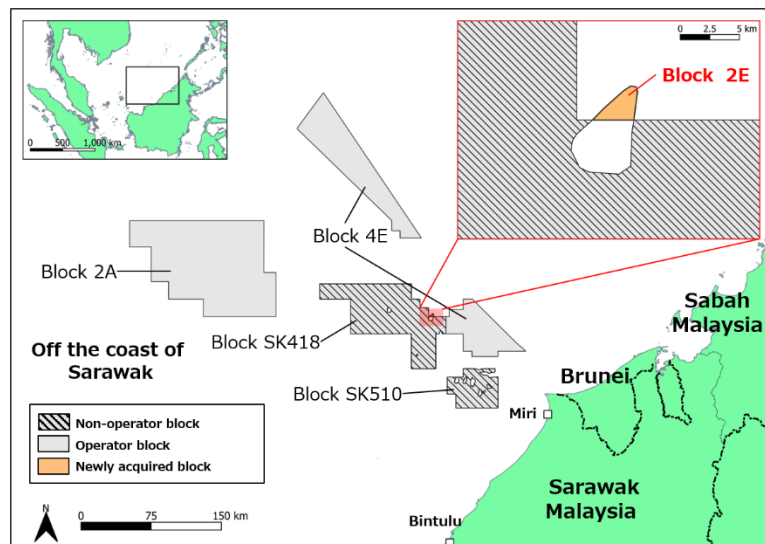 0 2.5 5 km
Block 2E
0 500 1,000 km
Block 4E
Block 2A
Block SK418
Off the coast of
Sarawak
Block SK510
Sabah
Malaysia
Brunei
Miri
Non-operator block
Operator block
Newly acquired block
Sarawak
Malaysia
N
0 75 150 km
Bintulu